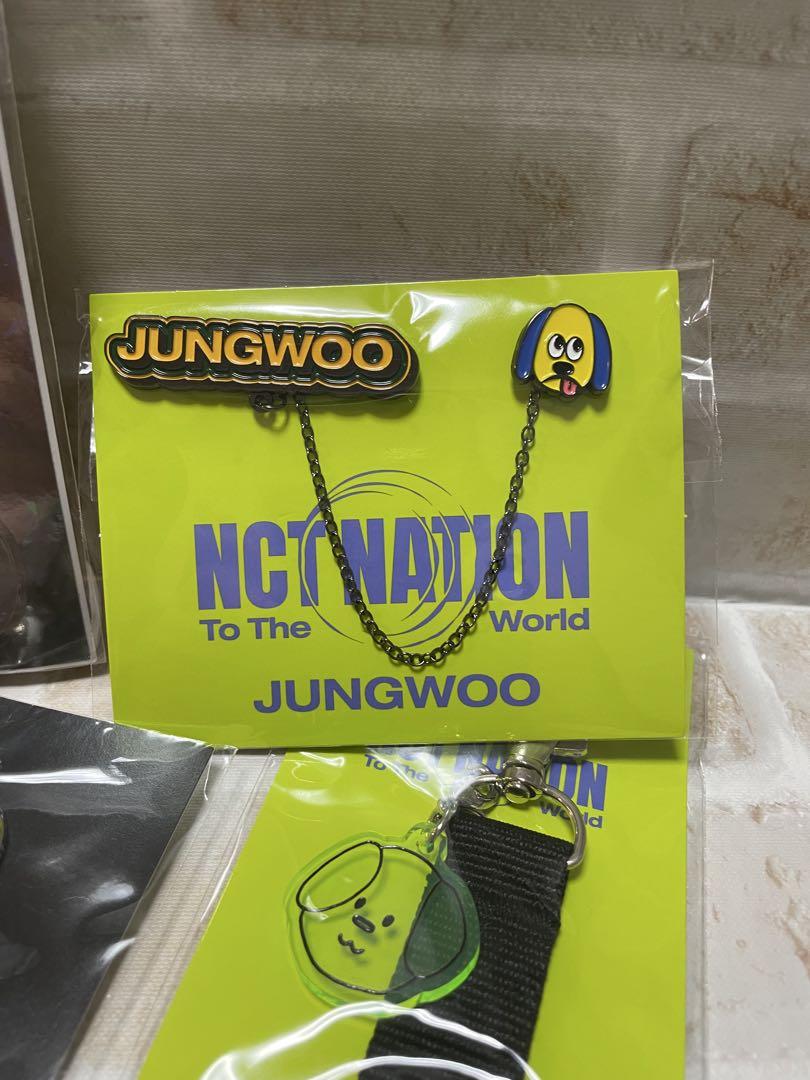 JUNGWOO
NCT NATION
To The World
JUNGWOO
To The
World